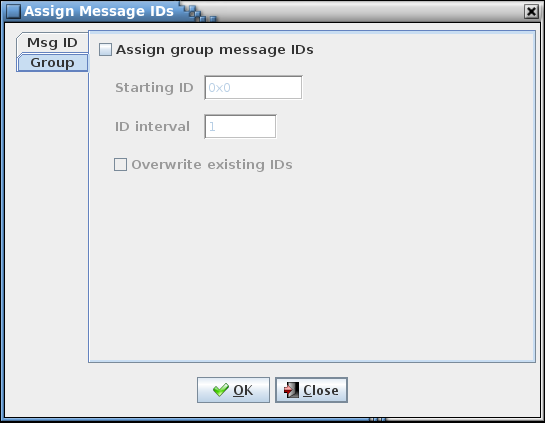 Assign Message IDs
Msg ID
Group
Assign group message IDs
Starting ID 0x0
ID interval 1
Overwrite existing IDs
OK Close